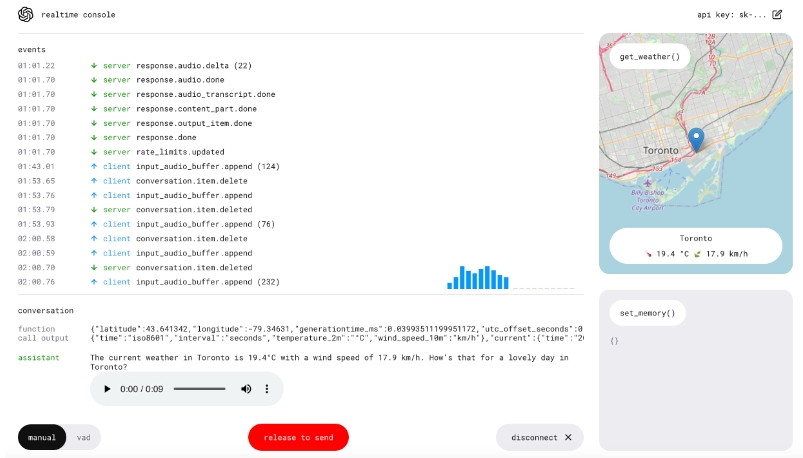 realtime console
api key: sk-...
events
01:01.22 ↓ server response.audio.delta (22)
01:01.70 ↓ server response.audio.done
01:01.70 ↓ server response.audio_transcript.done
01:01.70 ↓ server response.content_part.done
01:01.70 ↓ server response.output_item.done
01:01.70 ↓ server response.done
01:01.70 ↓ server rate_limits.updated
01:43.01 ↑ client input_audio_buffer.append (124)
01:53.65 ↑ client conversation.item.delete
01:53.76 ↑ client input_audio_buffer.append
01:53.79 ↓ server conversation.item.deleted
01:53.93 ↑ client input_audio_buffer.append (76)
02:00.58 ↑ client conversation.item.delete
02:00.59 ↑ client input_audio_buffer.append
02:00.70 ↓ server conversation.item.deleted
02:00.76 ↑ client input_audio_buffer.append (232)
conversation
function {"latitude":43.641342,"longitude":-79.34631,"generationtime_ms":0.03993511199951172,"utc_offset_seconds":0
call output {"time":"iso8601","interval":"seconds","temperature_2m":"°C","wind_speed_10m":"km/h"},"current":{"time":"20
assistant The current weather in Toronto is 19.4°C with a wind speed of 17.9 km/h. How's that for a lovely day in
Toronto?
0:00 / 0:09
manual vad
release to send
disconnect X
get_weather()
Toronto
Billy Bishop
Toronto
City Airport
Toronto
19.4 °C 17.9 km/h
set_memory()
{}